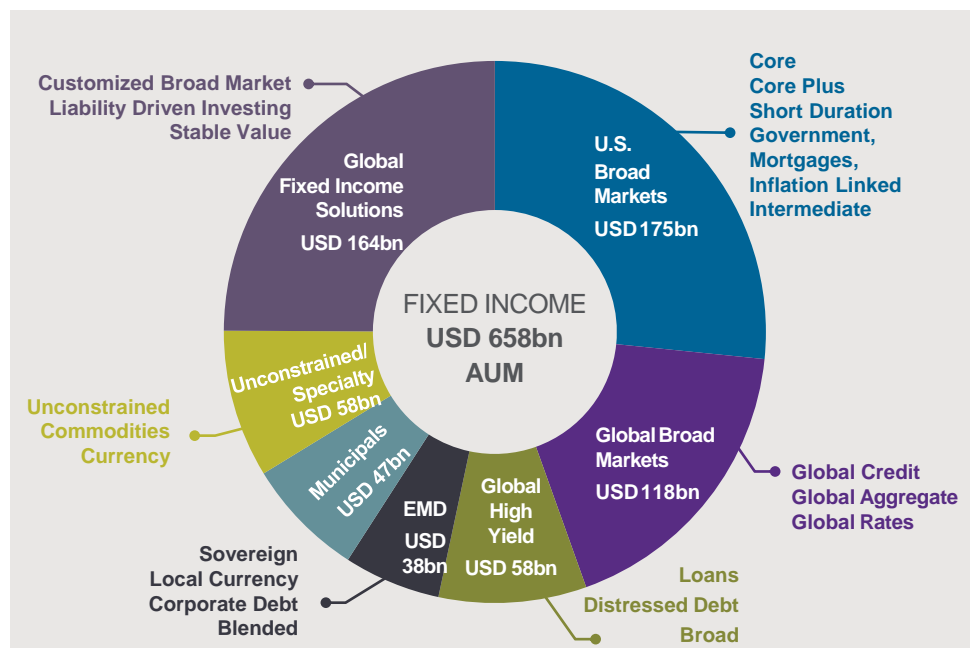 Customized Broad Market
Liability Driven Investing
Stable Value
Global
Fixed Income
Solutions
USD 164bn
U.S.
Broad
Markets
USD 175bn
Core
Core Plus
Short Duration
Government,
Mortgages,
Inflation Linked
Intermediate
FIXED INCOME
USD 658bn
AUM
Unconstrained/
Specialty
USD 58bn
Unconstrained
Commodities
Currency
Municipals
USD 47bn
EMD
USD
38bn
Sovereign
Local Currency
Corporate Debt
Blended
Global
High
Yield
USD 58bn
Loans
Distressed Debt
Broad
Global Broad
Markets
USD 118bn
Global Credit
Global Aggregate
Global Rates